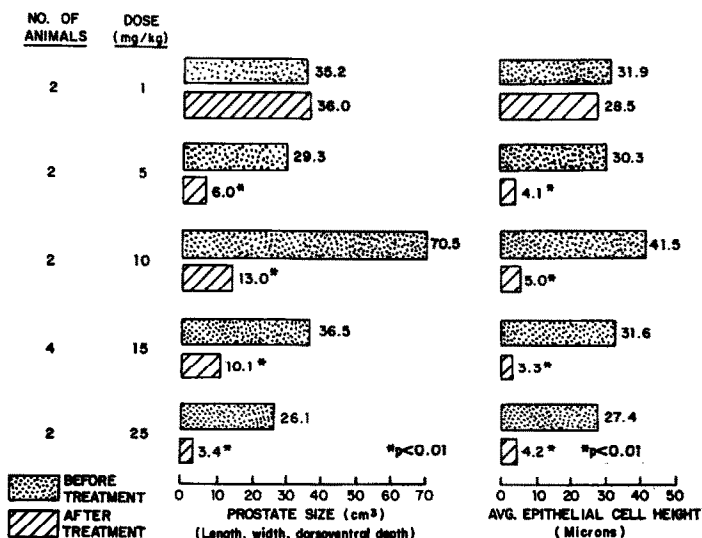 NO. OF ANIMALS DOSE (mg/kg)
2 1 35.2 31.9
36.0 28.5
2 5 29.3 30.3
6.0* 4.1*
2 10 70.5 41.5
13.0* 5.0*
4 15 36.5 31.6
10.1* 3.3*
2 25 26.1 27.4
3.4* *p<0.01 4.2* *p<0.01
BEFORE TREATMENT
AFTER TREATMENT
0 10 20 30 40 50 60 70 0 10 20 30 40 50
PROSTATE SIZE (cm³) AVG. EPITHELIAL CELL HEIGHT
(Length, width, dorsoventral depth) (Microns)